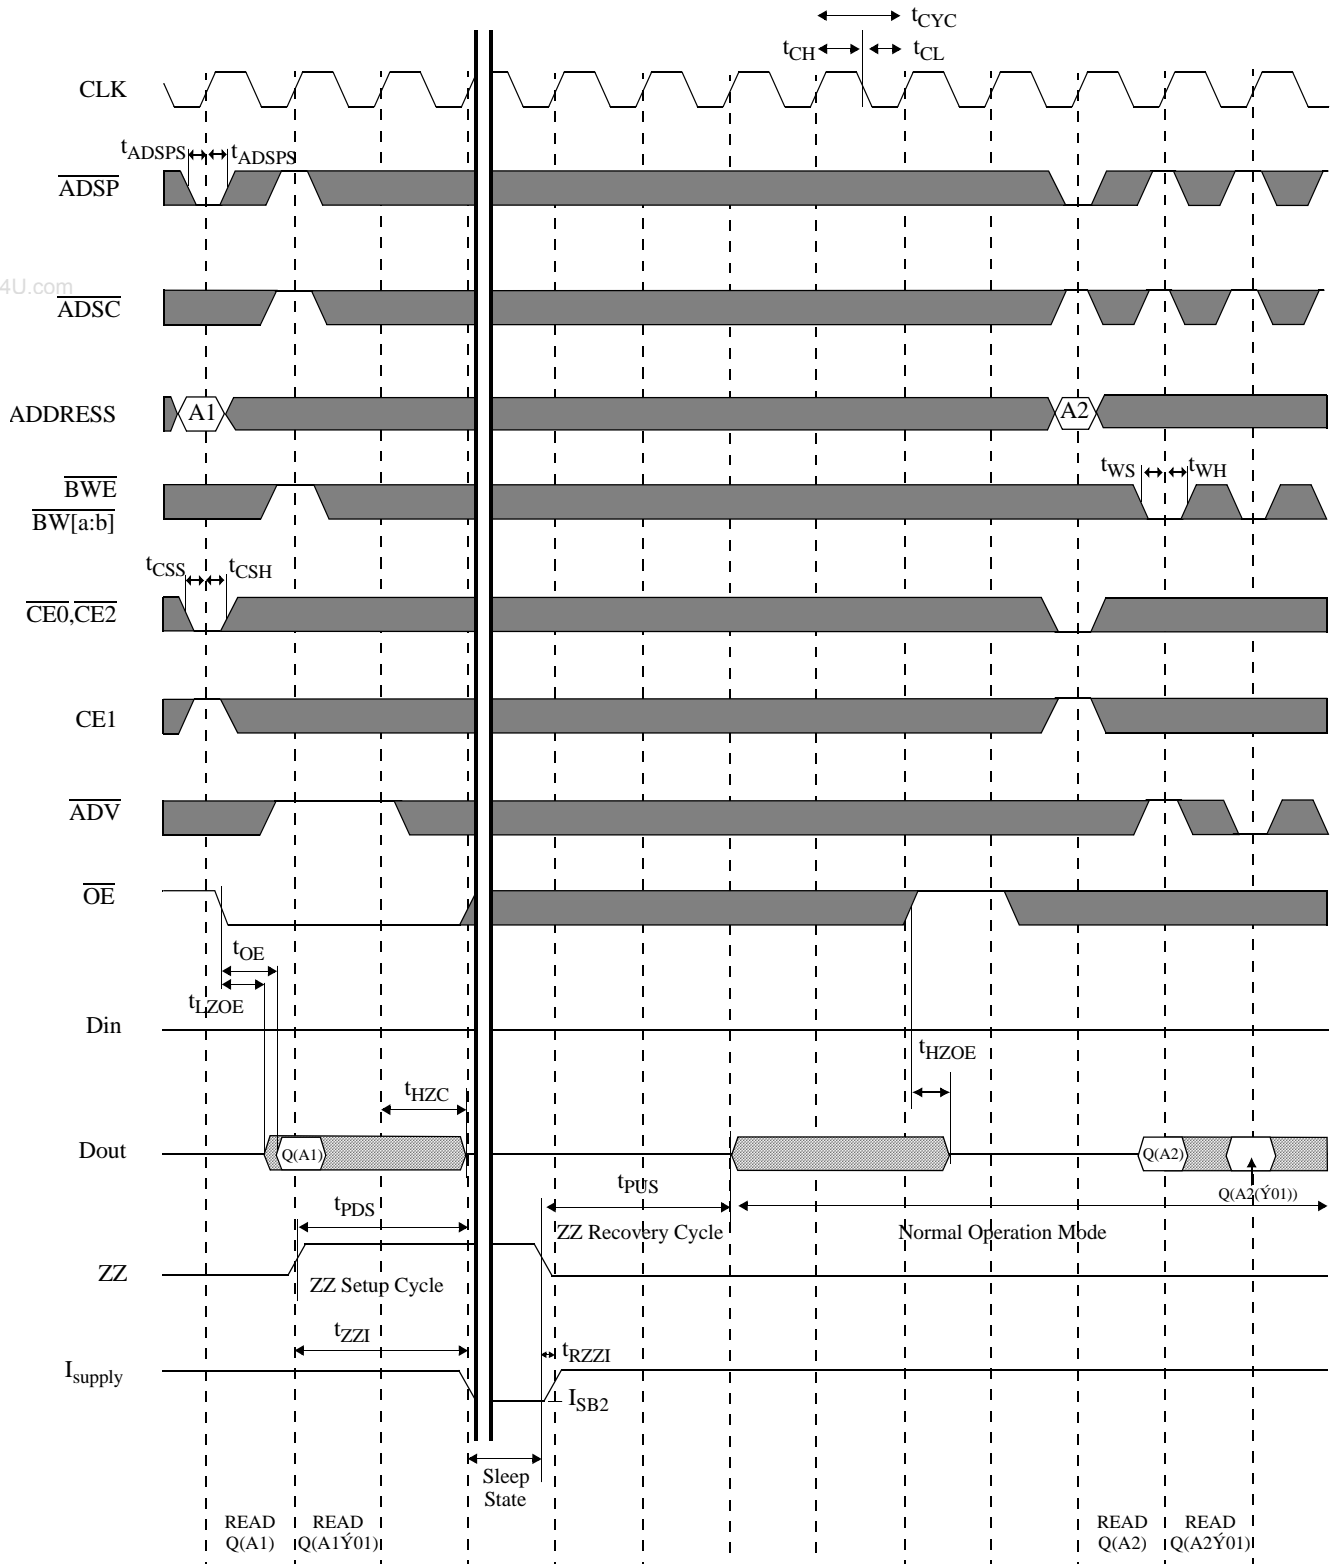 tCYC
tCH
tCL
CLK
tADSPS
tADSPS
ADSP
4U.com
ADSC
ADDRESS
A1
A2
tWS
tWH
BWE
BW[a:b]
tCSS
tCSH
CE0,CE2
CE1
ADV
OE
tOE
tLZOE
Din
tHZOE
tHZC
Dout
Q(A1)
Q(A2)
tPUS
Q(A2(Ý01))
tPDS
ZZ Recovery Cycle
Normal Operation Mode
ZZ
ZZ Setup Cycle
tZZI
tRZZI
Isupply
ISB2
Sleep
State
READ
Q(A1)
READ
Q(A1Ý01)
READ
Q(A2)
READ
Q(A2Ý01)